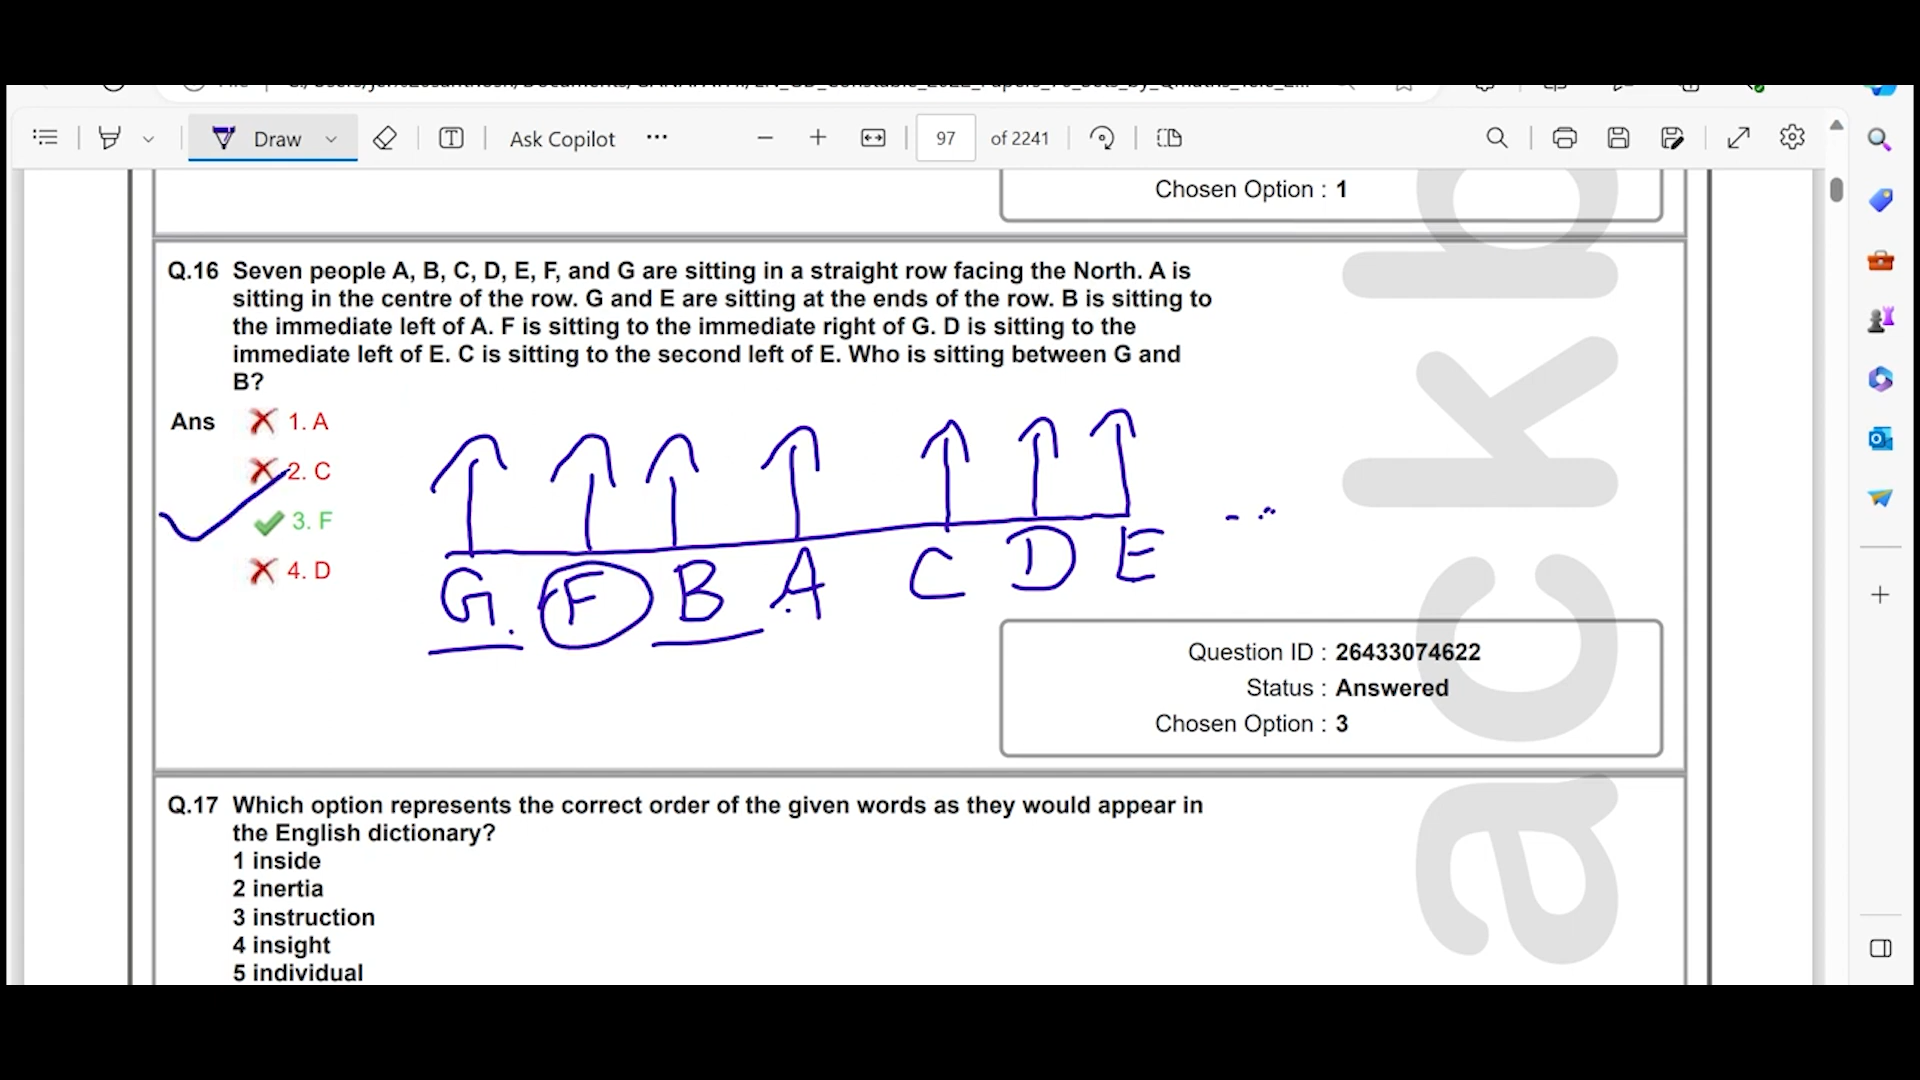 Draw
Ask Copilot
97
of 2241
Chosen Option : 1
Q.16 Seven people A, B, C, D, E, F, and G are sitting in a straight row facing the North. A is
sitting in the centre of the row. G and E are sitting at the ends of the row. B is sitting to
the immediate left of A. F is sitting to the immediate right of G. D is sitting to the
immediate left of E. C is sitting to the second left of E. Who is sitting between G and
B?
Ans 1. A
2. C
3. F
4. D
G F B A C D E
Question ID : 26433074622
Status : Answered
Chosen Option : 3
Q.17 Which option represents the correct order of the given words as they would appear in
the English dictionary?
1 inside
2 inertia
3 instruction
4 insight
5 individual
ack